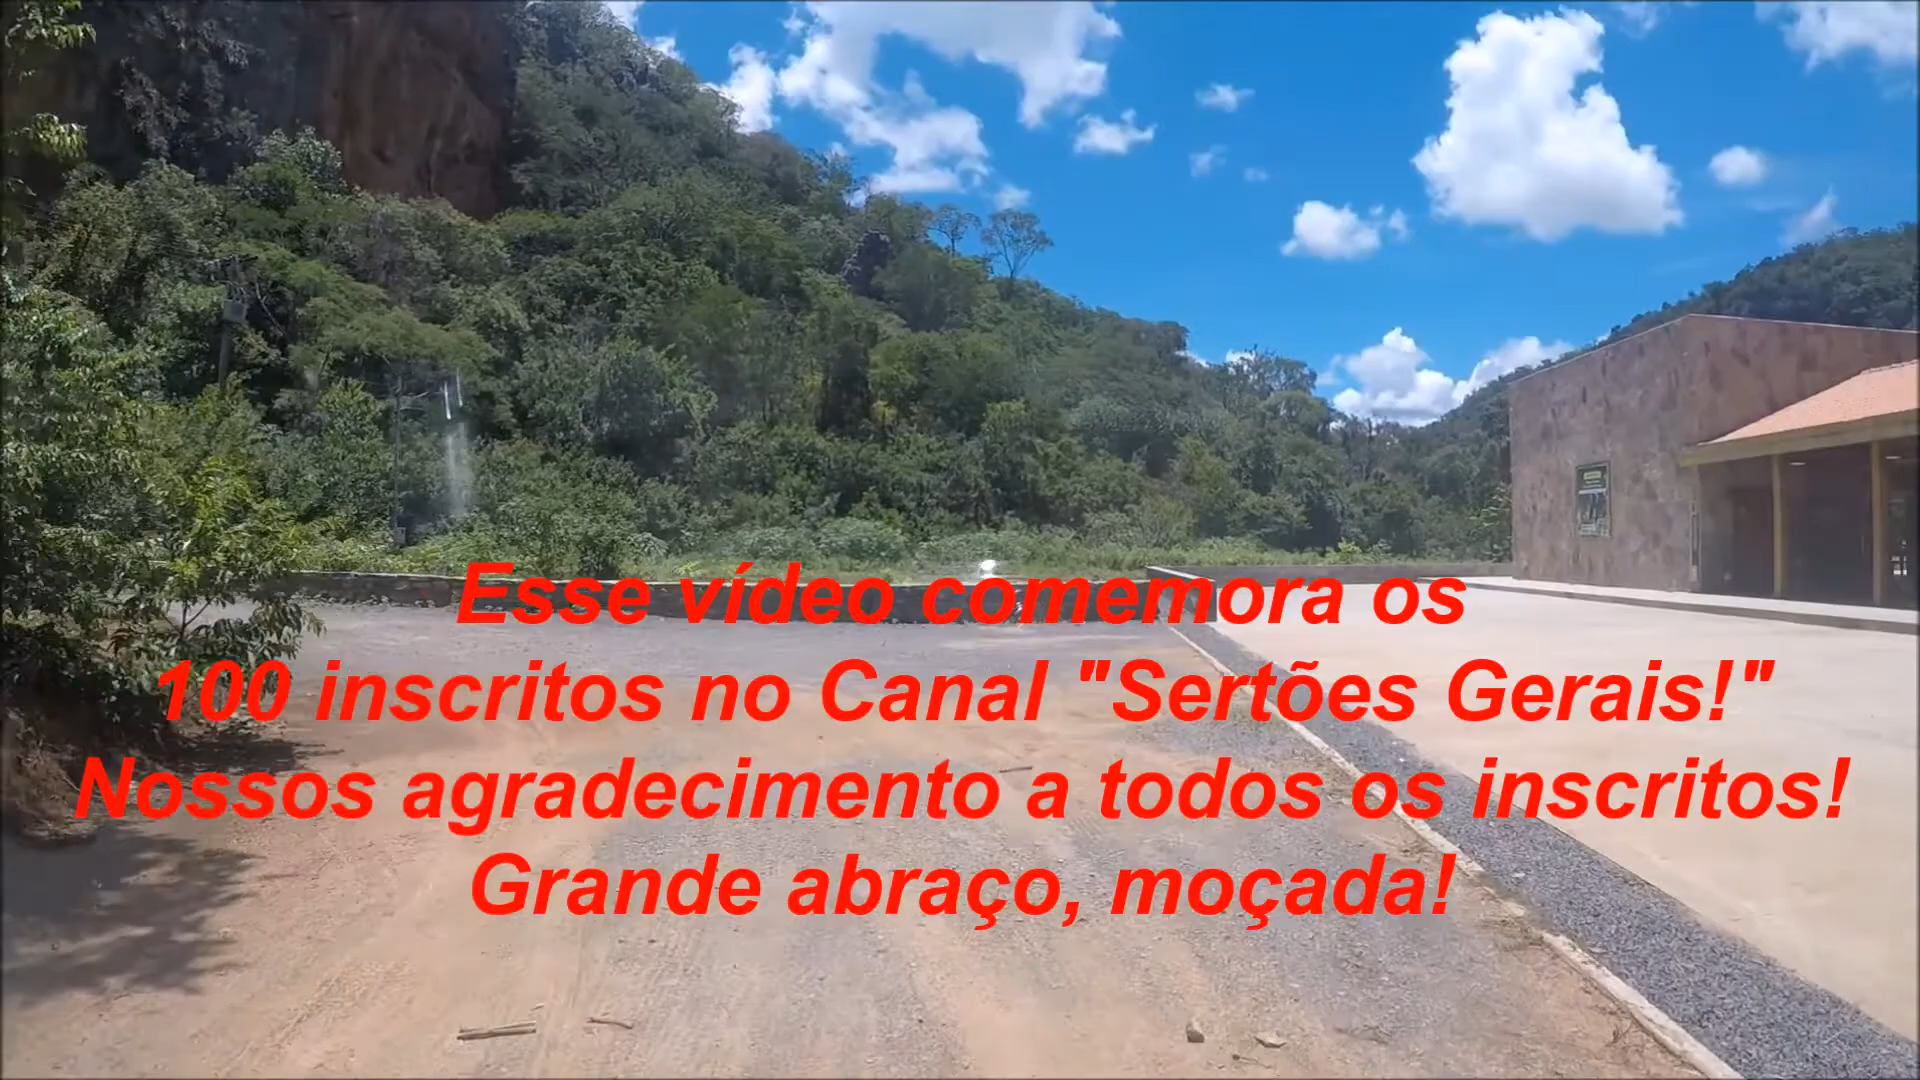 Esse vídeo comemora os
100 inscritos no Canal "Sertões Gerais!"
Nossos agradecimento a todos os inscritos!
Grande abraço, moçada!